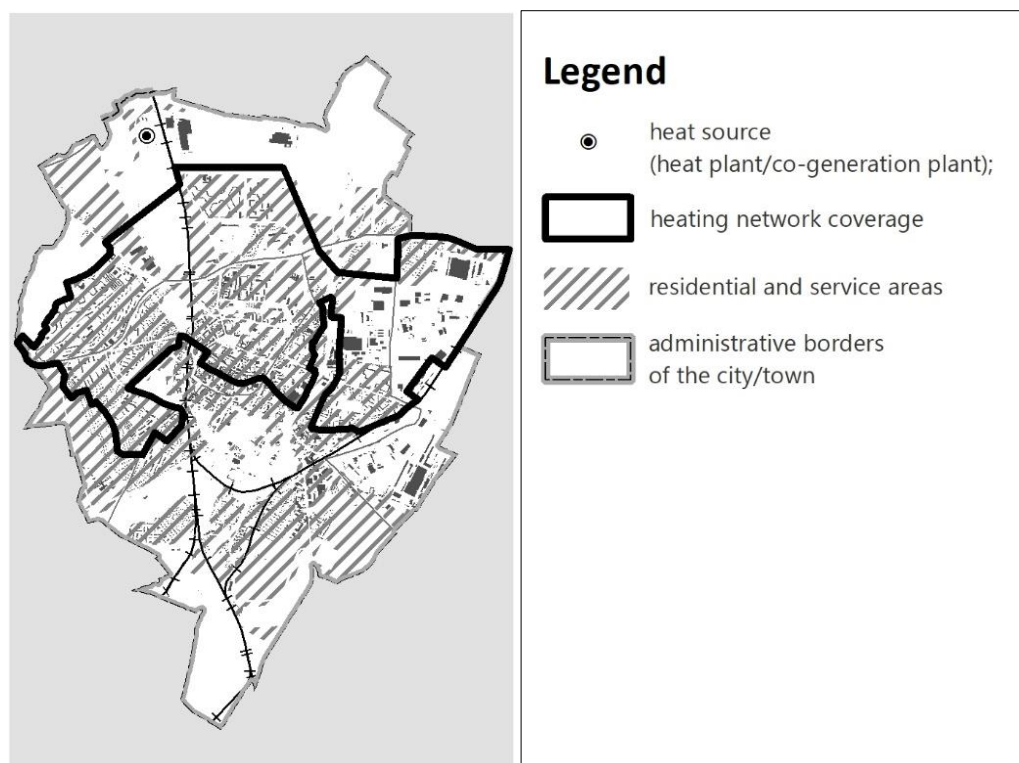 Legend
heat source
(heat plant/co-generation plant);
heating network coverage
residential and service areas
administrative borders
of the city/town